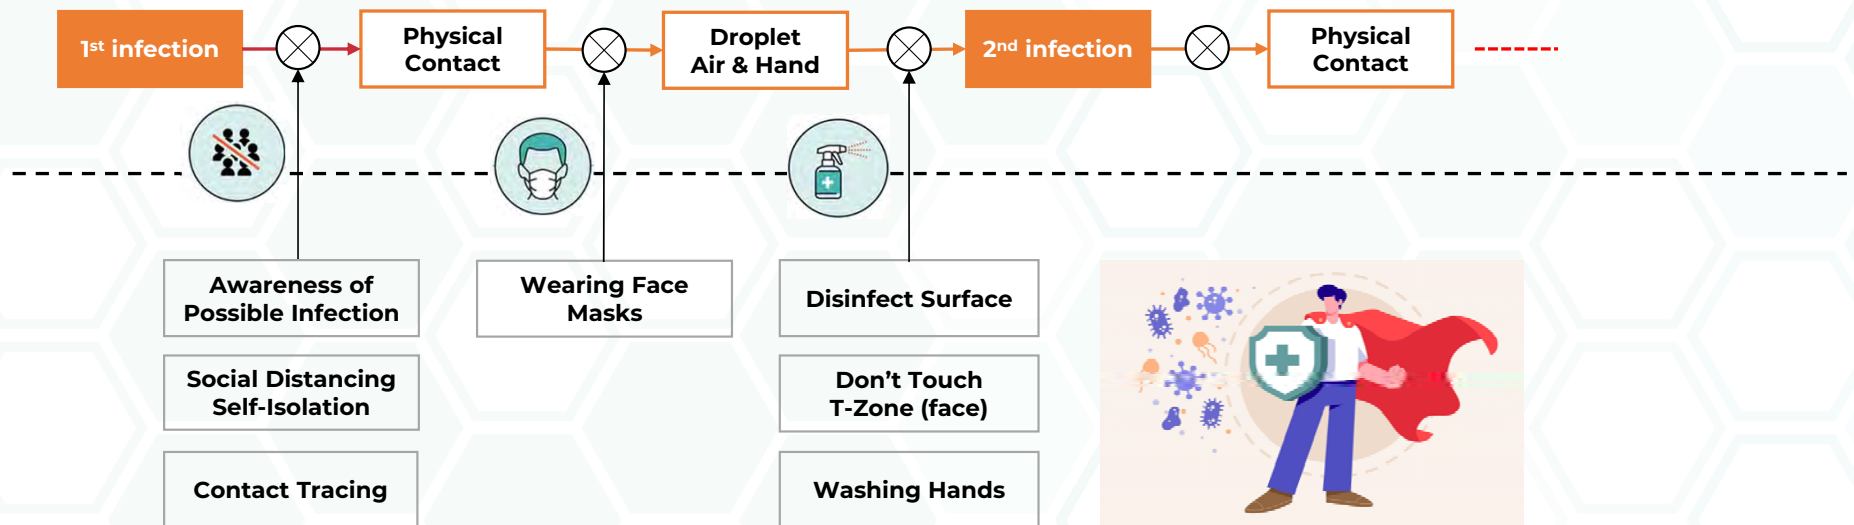 1st infection
Physical
Contact
Droplet
Air & Hand
2nd infection
Physical
Contact
Awareness of
Possible Infection
Wearing Face
Masks
Disinfect Surface
Social Distancing
Self-Isolation
Don’t Touch
T-Zone (face)
Contact Tracing
Washing Hands